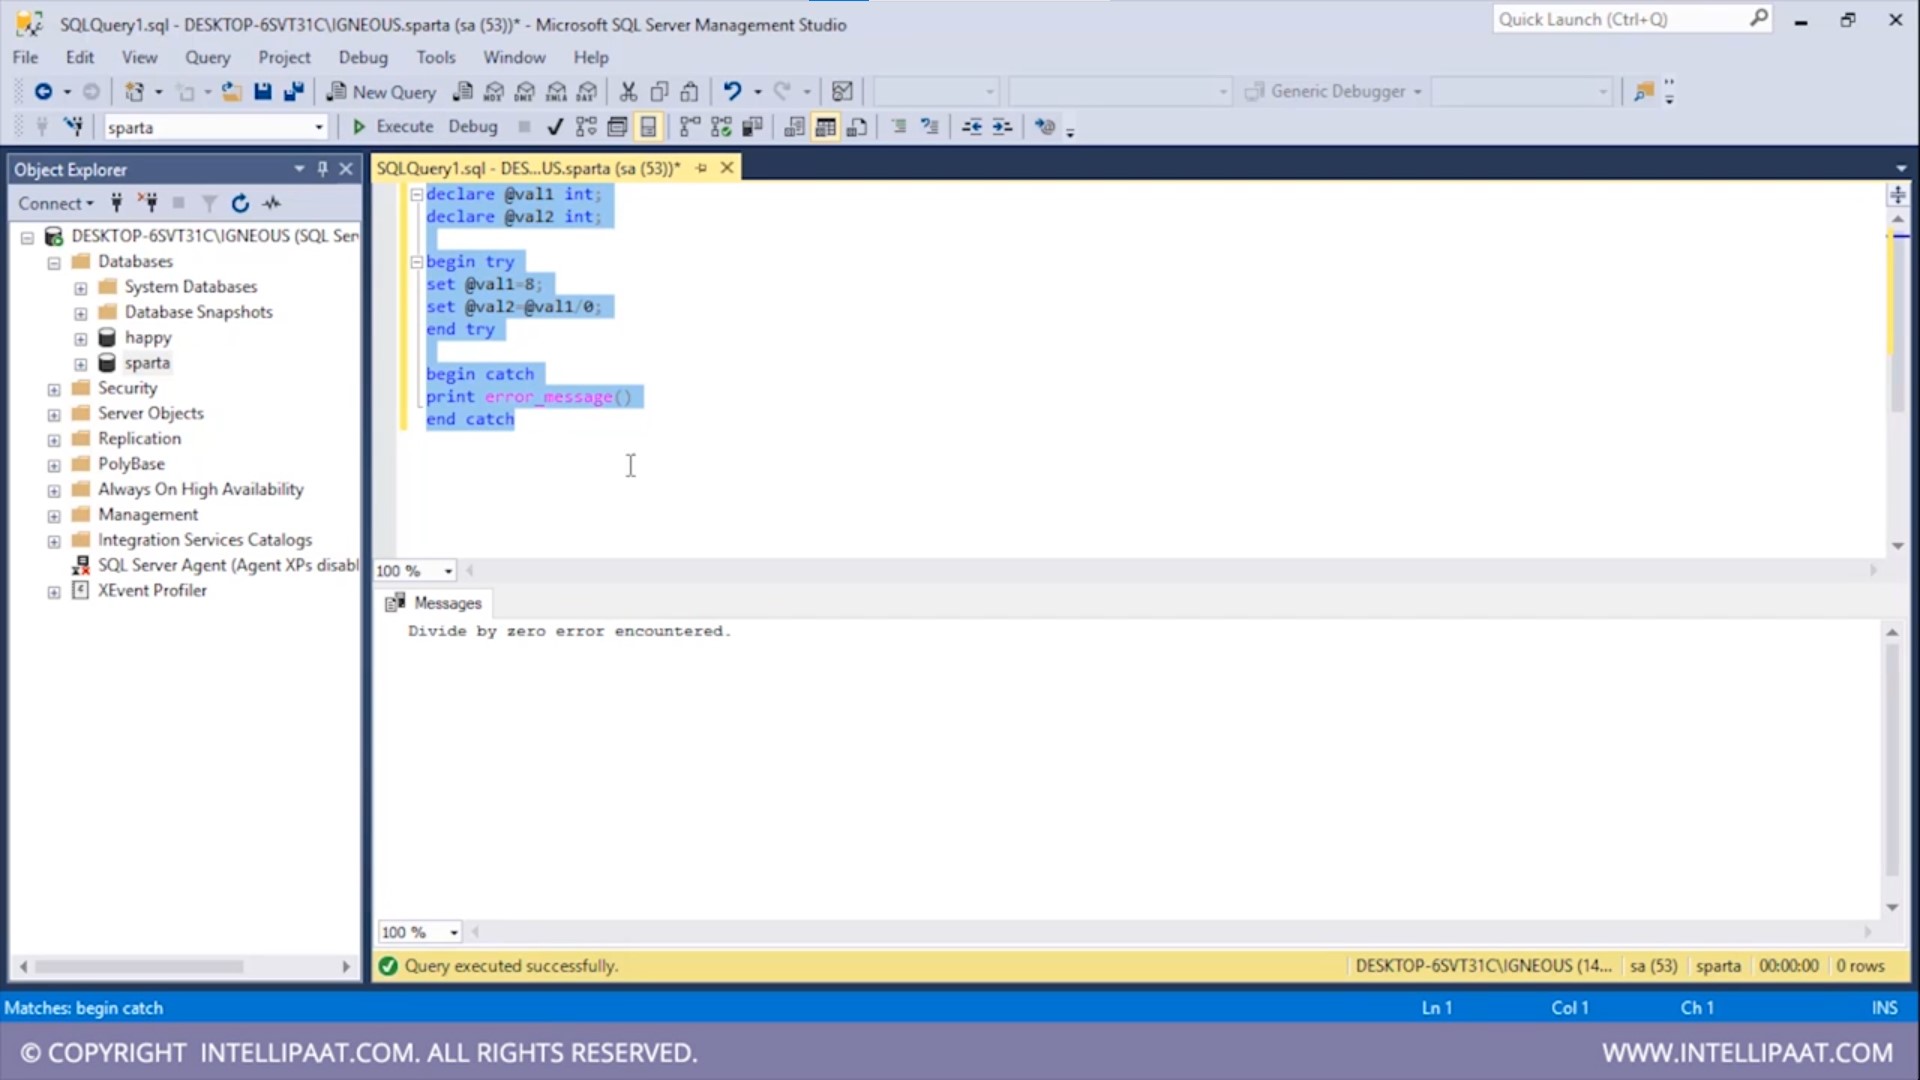 SQLQuery1.sql - DESKTOP-6SVT31C\IGNEOUS.sparta (sa (53))* - Microsoft SQL Server Management Studio
Quick Launch (Ctrl+Q)
File Edit View Query Project Debug Tools Window Help
New Query
MDX DMX XMLA DAX
Generic Debugger
sparta
Execute Debug
Object Explorer
SQLQuery1.sql - DES...US.sparta (sa (53))*
Connect
DESKTOP-6SVT31C\IGNEOUS (SQL Ser
Databases
System Databases
Database Snapshots
happy
sparta
Security
Server Objects
Replication
PolyBase
Always On High Availability
Management
Integration Services Catalogs
SQL Server Agent (Agent XPs disabl
XEvent Profiler
declare @val1 int;
declare @val2 int;
begin try
set @val1=8;
set @val2=@val1/0;
end try
begin catch
print error_message()
end catch
100 %
Messages
Divide by zero error encountered.
100 %
Query executed successfully.
DESKTOP-6SVT31C\IGNEOUS (14... sa (53) sparta 00:00:00 0 rows
Matches: begin catch
Ln 1 Col 1 Ch 1 INS
© COPYRIGHT INTELLIPAAT.COM. ALL RIGHTS RESERVED.
WWW.INTELLIPAAT.COM